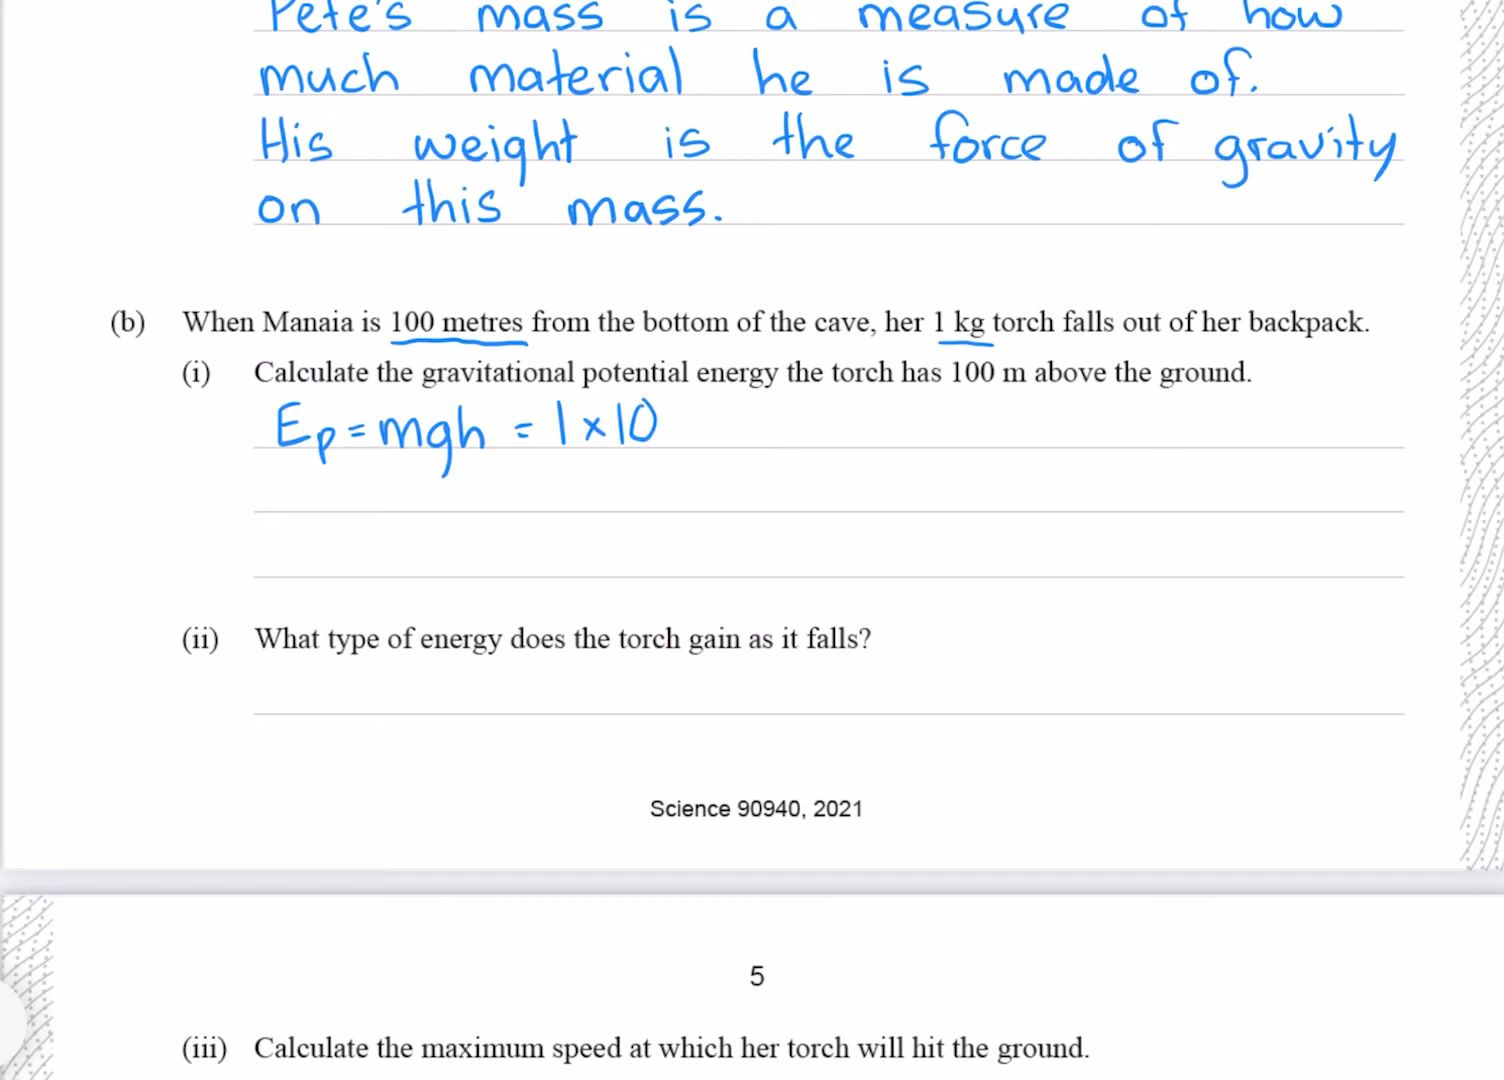 Pete's mass is a measure of how
much material he is made of.
His weight is the force of gravity
on this mass.
(b) When Manaia is 100 metres from the bottom of the cave, her 1 kg torch falls out of her backpack.
(i) Calculate the gravitational potential energy the torch has 100 m above the ground.
Ep = mgh = 1 × 10
(ii) What type of energy does the torch gain as it falls?
Science 90940, 2021
5
(iii) Calculate the maximum speed at which her torch will hit the ground.